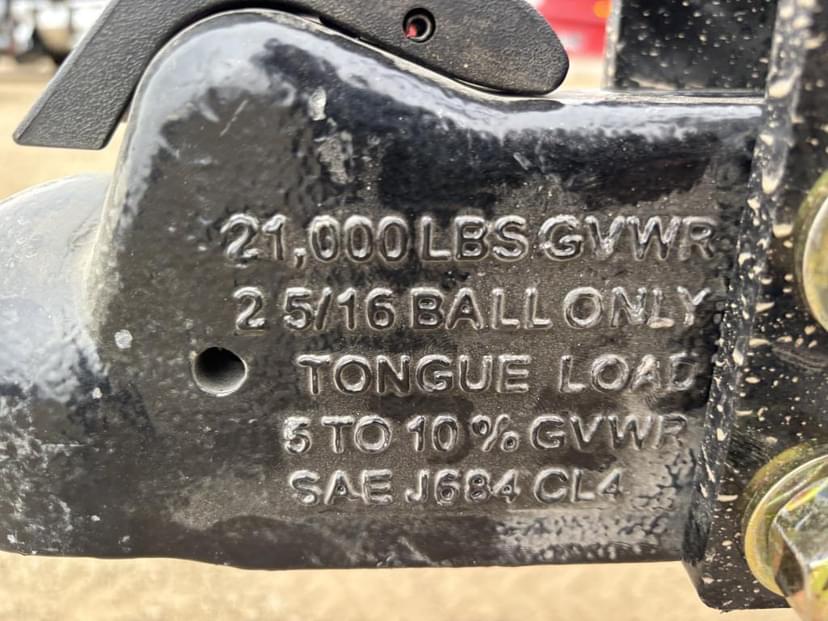 21,000 LBS GVWR
2 5/16 BALL ONLY
TONGUE LOAD
5 TO 10% GVWR
SAE J684 CL4